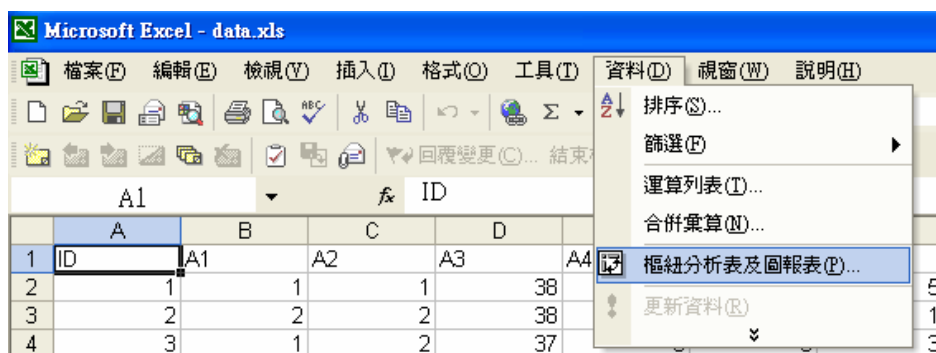 Microsoft Excel - data.xls
檔案(F) 編輯(E) 檢視(V) 插入(I) 格式(O) 工具(T) 資料(D) 視窗(W) 說明(H)
ABC Σ 排序(S)...
篩選(F)
回覆變更(C)... 結束
運算列表(T)...
A1 fx ID
合併彙算(N)...
A B C D
1 ID A1 A2 A3 A4 樞紐分析表及圖報表(P)...
2 1 1 1 38
更新資料(R)
3 2 2 2 38 1
4 3 1 2 37